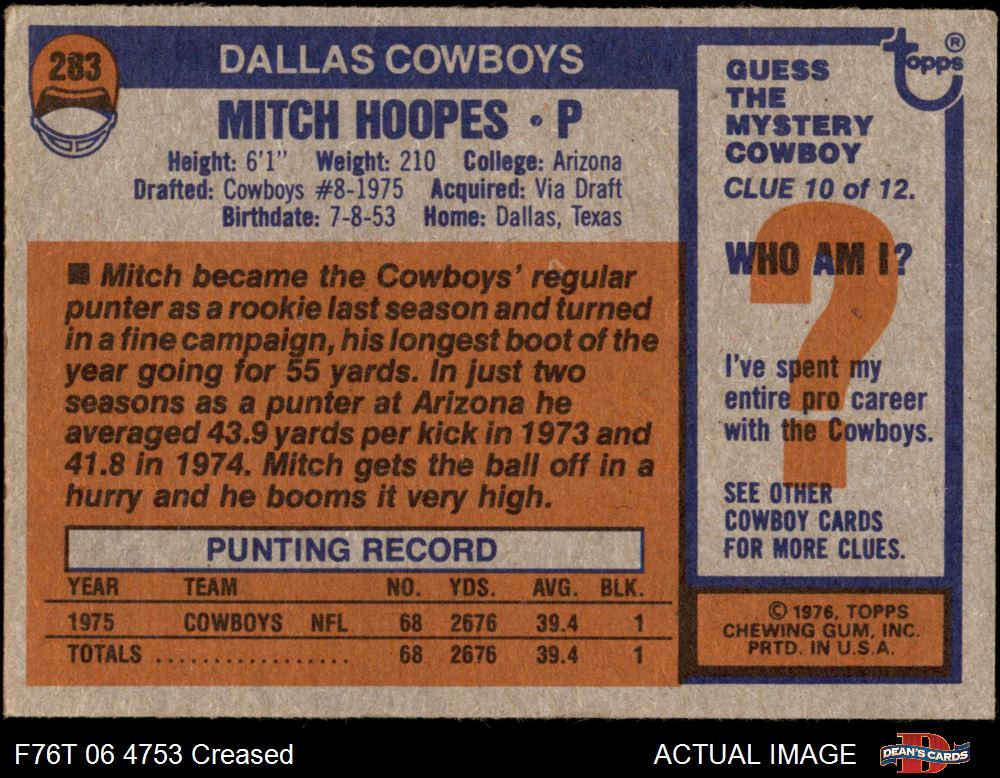 283
DALLAS COWBOYS
MITCH HOOPES • P
Height: 6'1" Weight: 210 College: Arizona
Drafted: Cowboys #8-1975 Acquired: Via Draft
Birthdate: 7-8-53 Home: Dallas, Texas
■ Mitch became the Cowboys' regular
punter as a rookie last season and turned
in a fine campaign, his longest boot of the
year going for 55 yards. In just two
seasons as a punter at Arizona he
averaged 43.9 yards per kick in 1973 and
41.8 in 1974. Mitch gets the ball off in a
hurry and he booms it very high.
PUNTING RECORD
YEAR TEAM NO. YDS. AVG. BLK.
1975 COWBOYS NFL 68 2676 39.4 1
TOTALS .................. 68 2676 39.4 1
topps ®
GUESS
THE
MYSTERY
COWBOY
CLUE 10 of 12.
?
WHO AM I?
I've spent my
entire pro career
with the Cowboys.
SEE OTHER
COWBOY CARDS
FOR MORE CLUES.
© 1976, TOPPS
CHEWING GUM, INC.
PRTD. IN U.S.A.
F76T 06 4753 Creased
ACTUAL IMAGE
DEAN'S CARDS